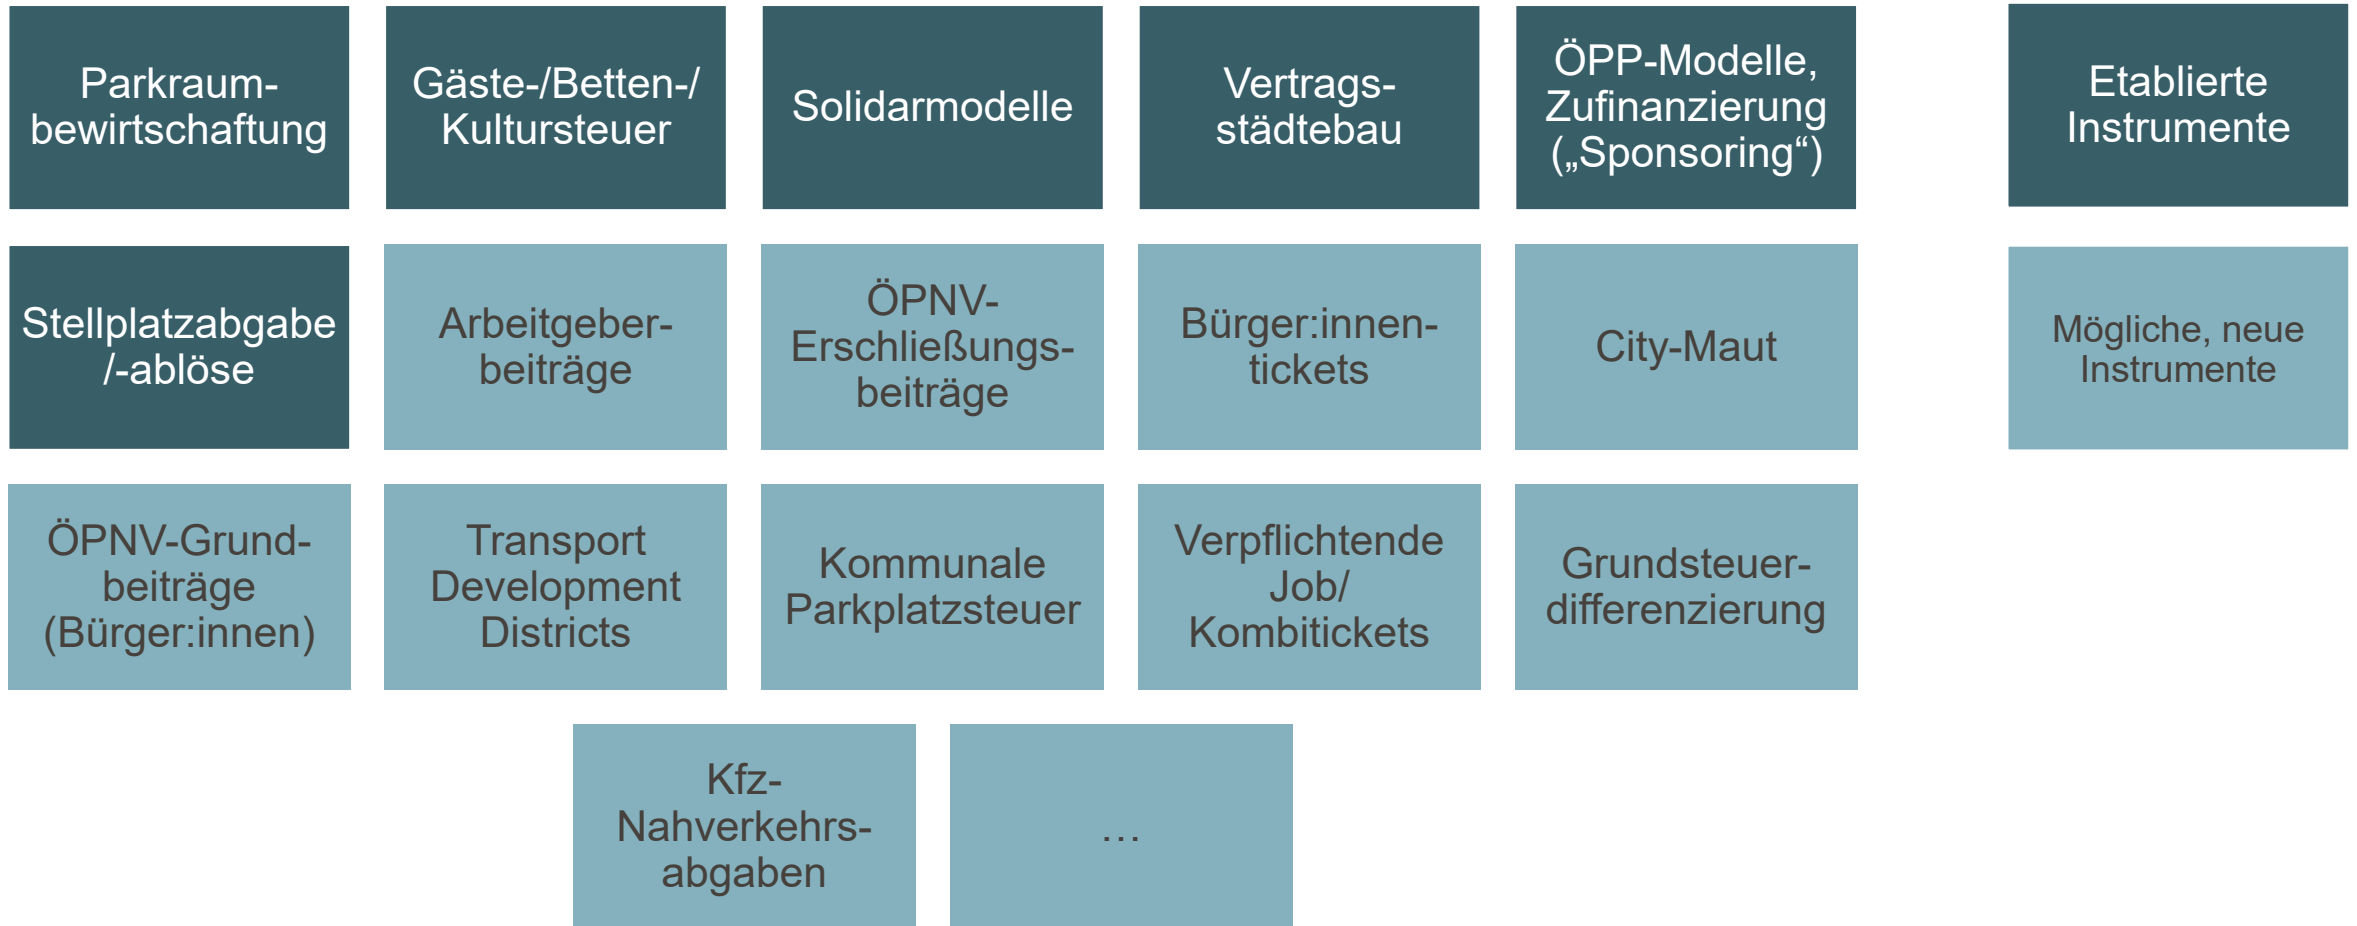 Parkraum-
bewirtschaftung
Gäste-/Betten-/
Kultursteuer
Solidarmodelle
Vertrags-
städtebau
ÖPP-Modelle,
Zufinanzierung
(„Sponsoring“)
Etablierte
Instrumente
Stellplatzabgabe
/-ablöse
Arbeitgeber-
beiträge
ÖPNV-
Erschließungs-
beiträge
Bürger:innen-
tickets
City-Maut
Mögliche, neue
Instrumente
ÖPNV-Grund-
beiträge
(Bürger:innen)
Transport
Development
Districts
Kommunale
Parkplatzsteuer
Verpflichtende
Job/
Kombitickets
Grundsteuer-
differenzierung
Kfz-
Nahverkehrs-
abgaben
…